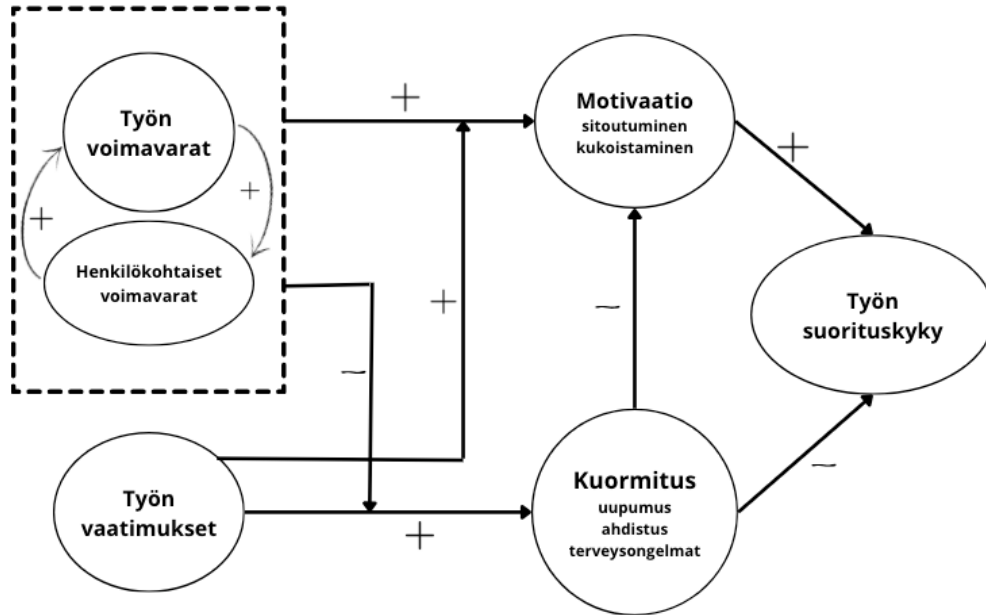 Työn
voimavarat
+
+
Henkilökohtaiset
voimavarat
+
Motivaatio
sitoutuminen
kukoistaminen
+
+
−
−
Työn
suorituskyky
Työn
vaatimukset
+
Kuormitus
uupumus
ahdistus
terveysongelmat
−